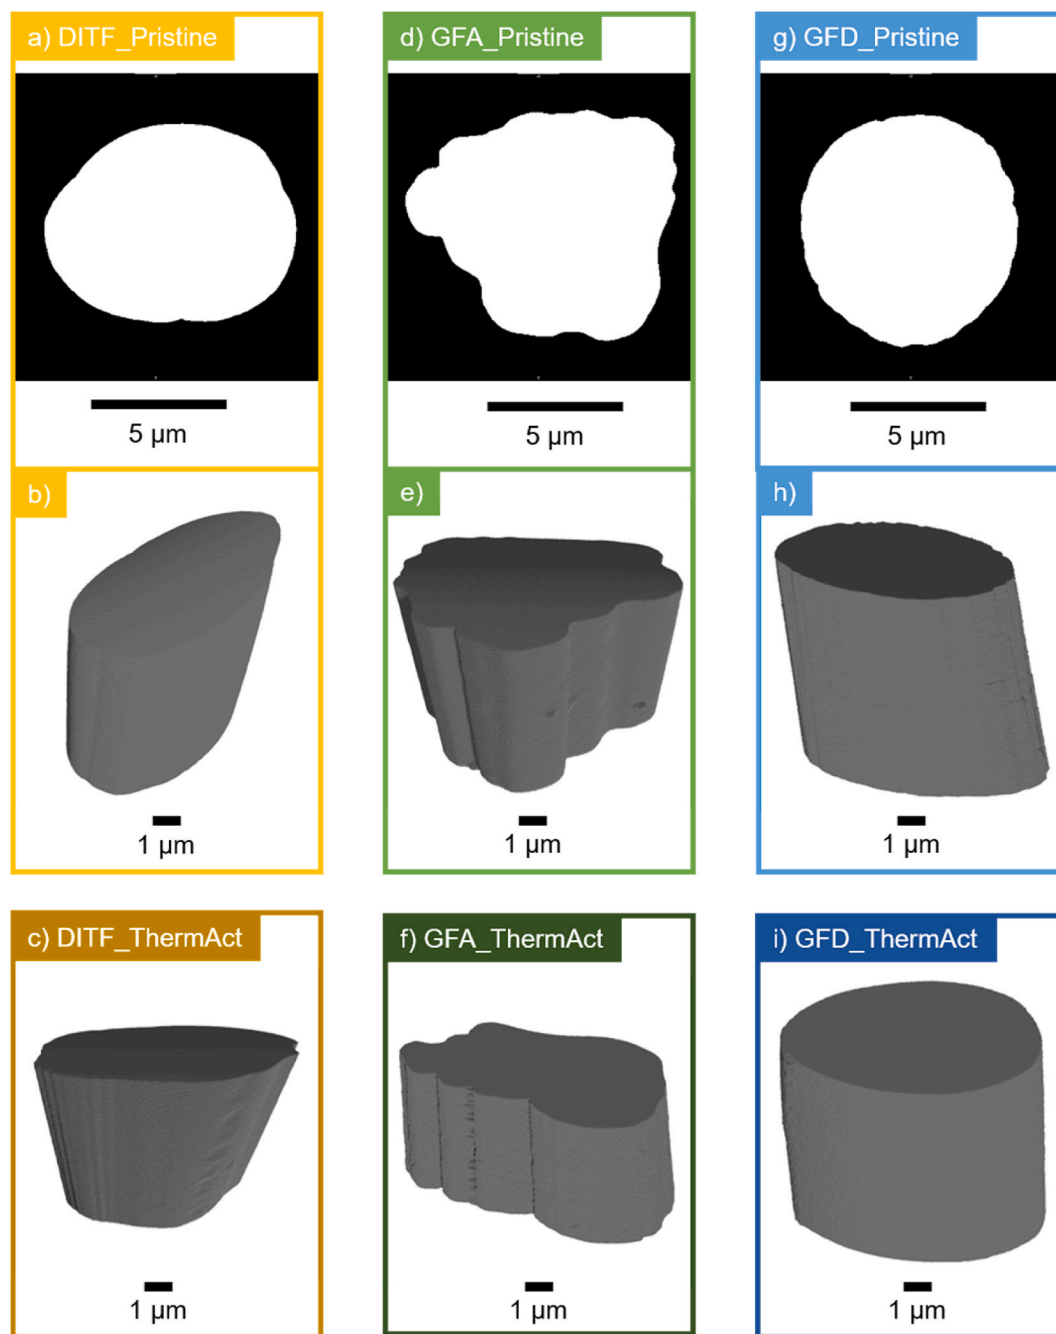 a) DITF_Pristine
d) GFA_Pristine
g) GFD_Pristine
5 µm
5 µm
5 µm
b)
e)
h)
1 µm
1 µm
1 µm
c) DITF_ThermAct
f) GFA_ThermAct
i) GFD_ThermAct
1 µm
1 µm
1 µm